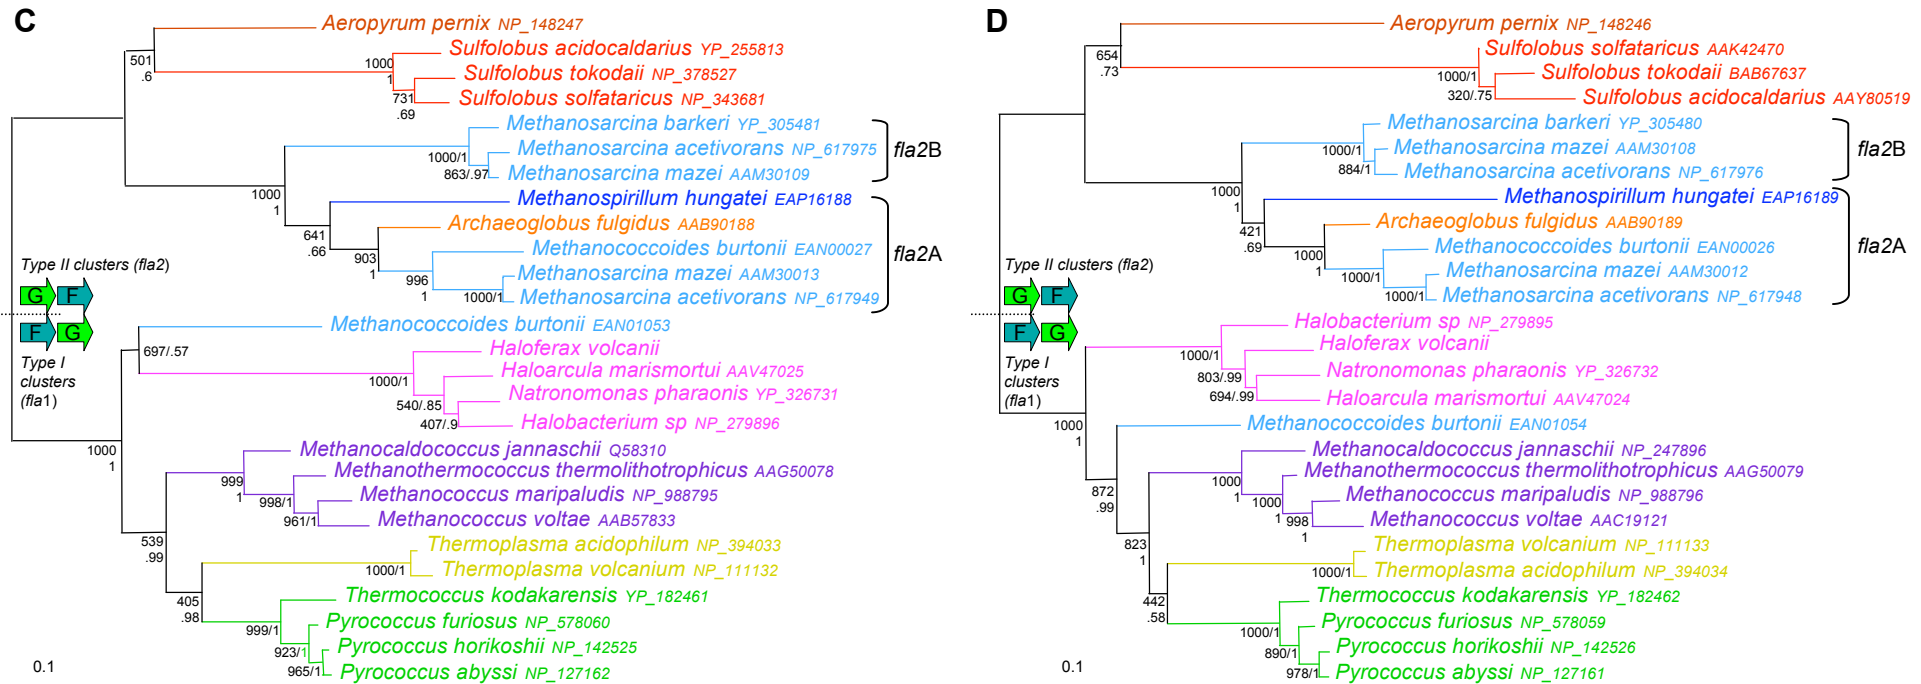 C
Aeropyrum pernix NP_148247
Sulfolobus acidocaldarius YP_255813
501
.6
1000
1
Sulfolobus tokodaii NP_378527
731
.69
Sulfolobus solfataricus NP_343681
Methanosarcina barkeri YP_305481
Methanosarcina acetivorans NP_617975
1000/1
fla2B
863/.97
Methanosarcina mazei AAM30109
1000
1
Methanospirillum hungatei EAP16188
Archaeoglobus fulgidus AAB90188
641
.66
Methanococcoides burtonii EAN00027
fla2A
903
1
Methanosarcina mazei AAM30013
996
1
1000/1
Methanosarcina acetivorans NP_617949
Type II clusters (fla2)
G F
F G
Type I
clusters
(fla1)
Methanococcoides burtonii EAN01053
697/.57
Haloferax volcanii
Haloarcula marismortui AAV47025
1000/1
Natronomonas pharaonis YP_326731
540/.85
407/.9
Halobacterium sp NP_279896
1000
1
Methanocaldococcus jannaschii Q58310
Methanothermococcus thermolithotrophicus AAG50078
999
1
Methanococcus maripaludis NP_988795
998/1
961/1
Methanococcus voltae AAB57833
539
.99
Thermoplasma acidophilum NP_394033
1000/1
Thermoplasma volcanium NP_111132
405
.98
Thermococcus kodakarensis YP_182461
Pyrococcus furiosus NP_578060
999/1
Pyrococcus horikoshii NP_142525
923/1
965/1
Pyrococcus abyssi NP_127162
0.1
D
Aeropyrum pernix NP_148246
Sulfolobus solfataricus AAK42470
654
.73
1000/1
Sulfolobus tokodaii BAB67637
320/.75
Sulfolobus acidocaldarius AAY80519
Methanosarcina barkeri YP_305480
1000/1
Methanosarcina mazei AAM30108
fla2B
884/1
Methanosarcina acetivorans NP_617976
1000
1
Methanospirillum hungatei EAP16189
Archaeoglobus fulgidus AAB90189
421
.69
Methanococcoides burtonii EAN00026
fla2A
1000
1
Methanosarcina mazei AAM30012
1000/1
1000/1
Methanosarcina acetivorans NP_617948
Type II clusters (fla2)
G F
F G
Type I
clusters
(fla1)
Halobacterium sp NP_279895
Haloferax volcanii
1000/1
Natronomonas pharaonis YP_326732
803/.99
694/.99
Haloarcula marismortui AAV47024
1000
1
Methanococcoides burtonii EAN01054
Methanocaldococcus jannaschii NP_247896
Methanothermococcus thermolithotrophicus AAG50079
872
.99
1000
1
Methanococcus maripaludis NP_988796
1000
1
998
1
Methanococcus voltae AAC19121
823
1
Thermoplasma volcanium NP_111133
1000/1
Thermoplasma acidophilum NP_394034
442
.58
Thermococcus kodakarensis YP_182462
Pyrococcus furiosus NP_578059
1000/1
Pyrococcus horikoshii NP_142526
890/1
978/1
Pyrococcus abyssi NP_127161
0.1